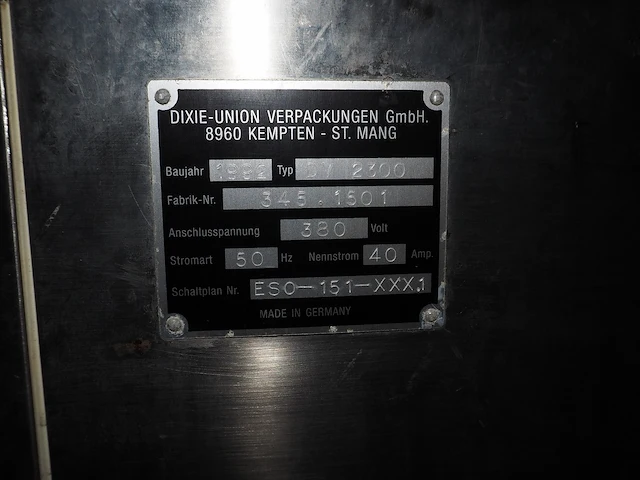 DIXIE-UNION VERPACKUNGEN GmbH.
8960 KEMPTEN - ST. MANG
Baujahr Typ 2300
Fabrik-Nr. 345.1501
Anschlusspannung 380 Volt
Stromart 50 Hz Nennstrom 40 Amp.
Schaltplan Nr. ESO-151-XXX.1
MADE IN GERMANY